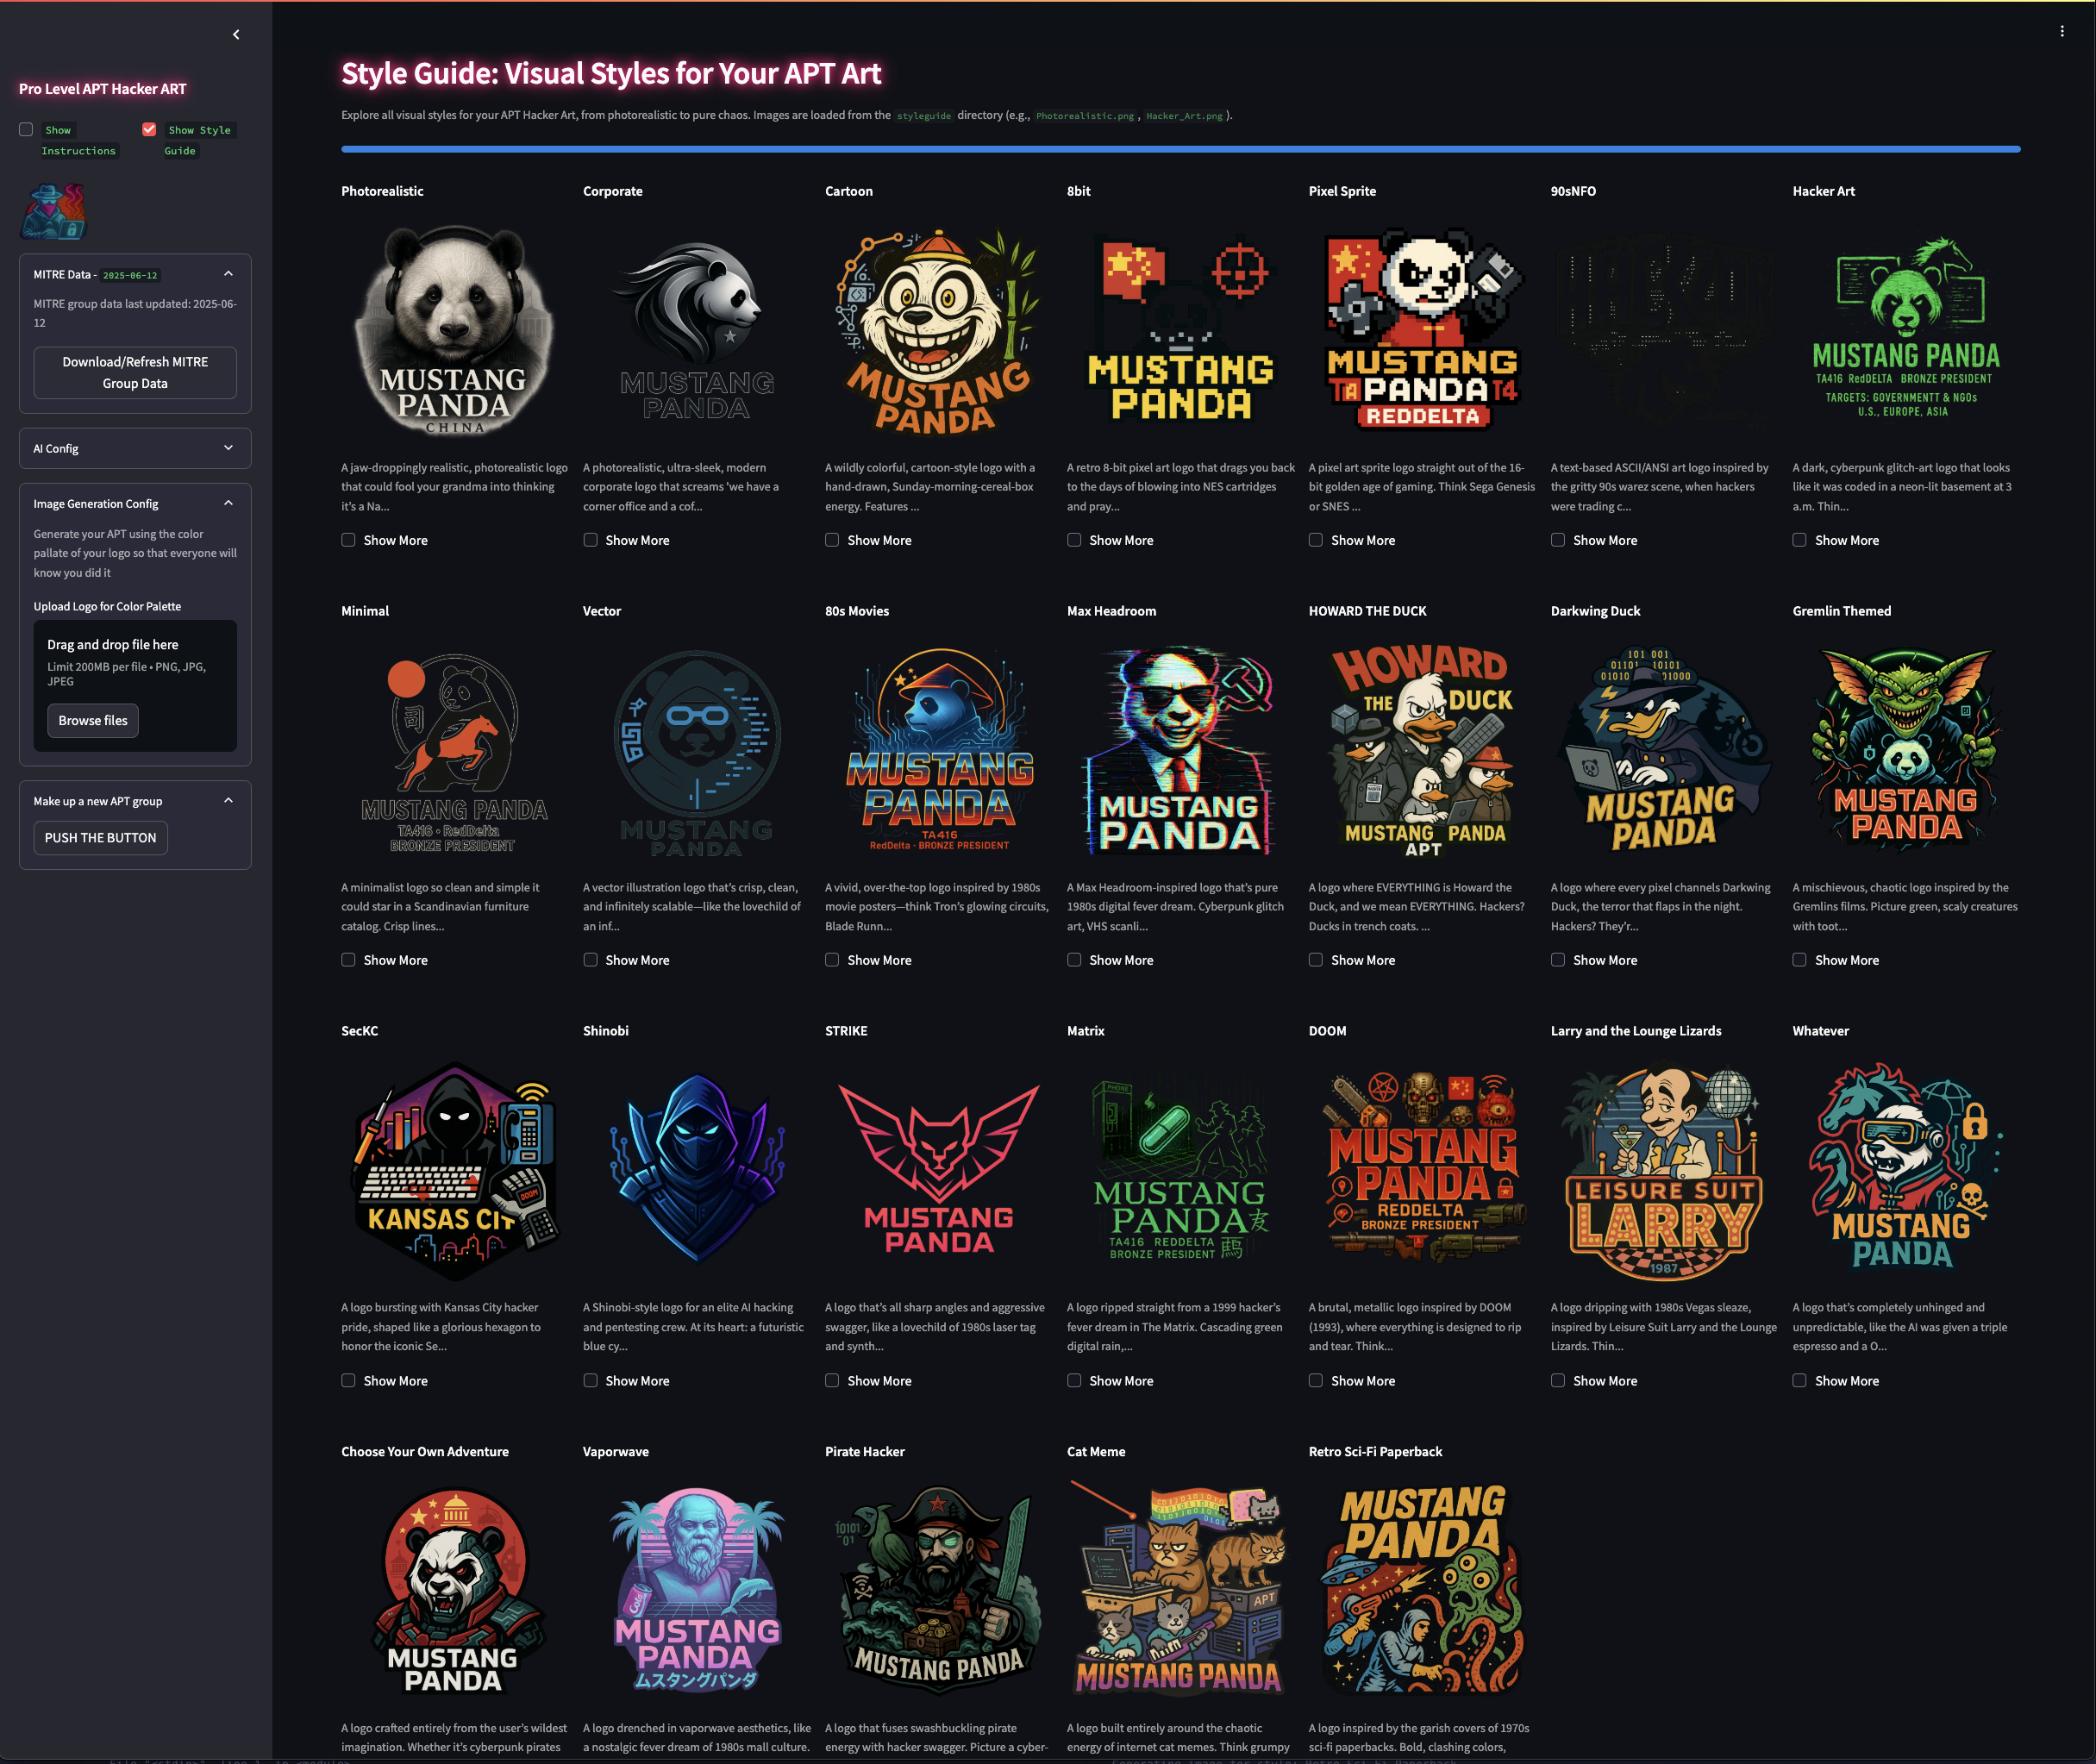 Pro Level APT Hacker ART
Show Instructions
Show Style Guide
MITRE Data - 2025-06-12
MITRE group data last updated: 2025-06-
12
Download/Refresh MITRE
Group Data
AI Config
Image Generation Config
Generate your APT using the color
pallate of your logo so that everyone will
know you did it
Upload Logo for Color Palette
Drag and drop file here
Limit 200MB per file • PNG, JPG,
JPEG
Browse files
Make up a new APT group
PUSH THE BUTTON
Style Guide: Visual Styles for Your APT Art
Explore all visual styles for your APT Hacker Art, from photorealistic to pure chaos. Images are loaded from the styleguide directory (e.g., Photorealistic.png, Hacker_Art.png).
Photorealistic
MUSTANG
PANDA
CHINA
A jaw-droppingly realistic, photorealistic logo
that could fool your grandma into thinking
it's a Na...
Show More
Corporate
MUSTANG
PANDA
A photorealistic, ultra-sleek, modern
corporate logo that screams 'we have a
corner office and a cof...
Show More
Cartoon
MUSTANG
PANDA
A wildly colorful, cartoon-style logo with a
hand-drawn, Sunday-morning-cereal-box
energy. Features ...
Show More
8bit
MUSTANG
PANDA
A retro 8-bit pixel art logo that drags you back
to the days of blowing into NES cartridges
and pray...
Show More
Pixel Sprite
MUSTANG
TA PANDA T4
REDDELTA
A pixel art sprite logo straight out of the 16-
bit golden age of gaming. Think Sega Genesis
or SNES ...
Show More
90sNFO
A text-based ASCII/ANSI art logo inspired by
the gritty 90s warez scene, when hackers
were trading c...
Show More
Hacker Art
MUSTANG PANDA
TA416 RedDELTA BRONZE PRESIDENT
TARGETS: GOVERNMENTT & NGOs
U.S., EUROPE, ASIA
A dark, cyberpunk glitch-art logo that looks
like it was coded in a neon-lit basement at 3
a.m. Thin...
Show More
Minimal
MUSTANG PANDA
TA416 • RedDelta
BRONZE PRESIDENT
A minimalist logo so clean and simple it
could star in a Scandinavian furniture
catalog. Crisp lines...
Show More
Vector
MUSTANG
PANDA
A vector illustration logo that's crisp, clean,
and infinitely scalable—like the lovechild of
an inf...
Show More
80s Movies
MUSTANG
PANDA
TA416
RedDelta · BRONZE PRESIDENT
A vivid, over-the-top logo inspired by 1980s
movie posters—think Tron's glowing circuits,
Blade Runn...
Show More
Max Headroom
MUSTANG
PANDA
A Max Headroom-inspired logo that's pure
1980s digital fever dream. Cyberpunk glitch
art, VHS scanli...
Show More
HOWARD THE DUCK
HOWARD
THE DUCK
MUSTANG PANDA
APT
A logo where EVERYTHING is Howard the
Duck, and we mean EVERYTHING. Hackers?
Ducks in trench coats. ...
Show More
Darkwing Duck
101 001
01101 10101
01010 01000
MUSTANG
PANDA
A logo where every pixel channels Darkwing
Duck, the terror that flaps in the night.
Hackers? They'r...
Show More
Gremlin Themed
MUSTANG
PANDA
A mischievous, chaotic logo inspired by the
Gremlins films. Picture green, scaly creatures
with toot...
Show More
SecKC
DOOM
KANSAS CIT
A logo bursting with Kansas City hacker
pride, shaped like a glorious hexagon to
honor the iconic Se...
Show More
Shinobi
A Shinobi-style logo for an elite AI hacking
and pentesting crew. At its heart: a futuristic
blue cy...
Show More
STRIKE
MUSTANG
PANDA
A logo that's all sharp angles and aggressive
swagger, like a lovechild of 1980s laser tag
and synth...
Show More
Matrix
PHONE
MUSTANG
PANDA友
TA416 REDDELTA
BRONZE PRESIDENT
A logo ripped straight from a 1999 hacker's
fever dream in The Matrix. Cascading green
digital rain,...
Show More
DOOM
MUSTANG
PANDA
REDDELTA
BRONZE PRESIDENT
A brutal, metallic logo inspired by DOOM
(1993), where everything is designed to rip
and tear. Think...
Show More
Larry and the Lounge Lizards
LEISURE SUIT
LARRY
1987
A logo dripping with 1980s Vegas sleaze,
inspired by Leisure Suit Larry and the Lounge
Lizards. Thin...
Show More
Whatever
MUSTANG
PANDA
A logo that's completely unhinged and
unpredictable, like the AI was given a triple
espresso and a O...
Show More
Choose Your Own Adventure
MUSTANG
PANDA
A logo crafted entirely from the user's wildest
imagination. Whether it's cyberpunk pirates
Vaporwave
Cola
MUSTANG
PANDA
ムスタングパンダ
A logo drenched in vaporwave aesthetics, like
a nostalgic fever dream of 1980s mall culture.
Pirate Hacker
MUSTANG PANDA
A logo that fuses swashbuckling pirate
energy with hacker swagger. Picture a cyber-
Cat Meme
APT
MUSTANG PANDA
A logo built entirely around the chaotic
energy of internet cat memes. Think grumpy
Retro Sci-Fi Paperback
MUSTANG
PANDA
A logo inspired by the garish covers of 1970s
sci-fi paperbacks. Bold, clashing colors,